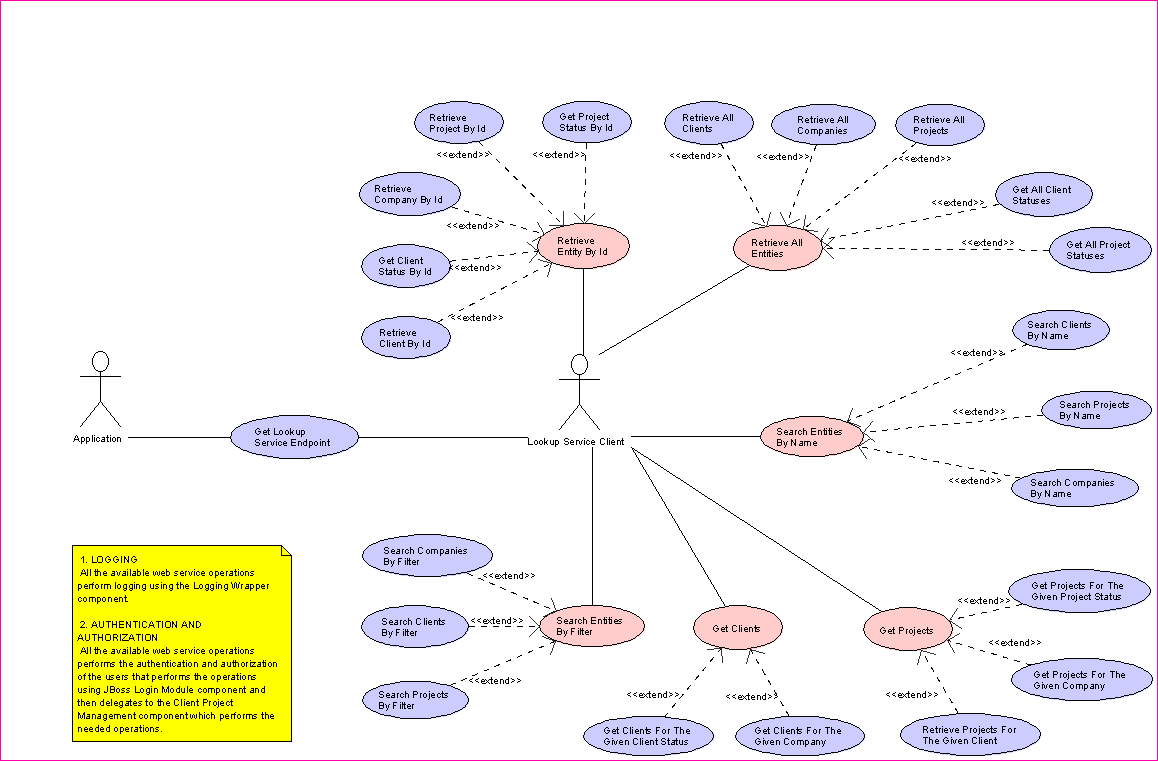 Retrieve
Project By Id
Get Project
Status By Id
Retrieve All
Clients
Retrieve All
Companies
Retrieve All
Projects
<<extend>>
<<extend>>
<<extend>>
<<extend>>
<<extend>>
Retrieve
Company By Id
Get All Client
Statuses
<<extend>>
<<extend>>
Retrieve
Entity By Id
Retrieve All
Entities
<<extend>>
Get All Project
Statuses
Get Client
Status By Id
<<extend>>
<<extend>>
Retrieve
Client By Id
Search Clients
By Name
<<extend>>
Search Projects
By Name
<<extend>>
Application
Get Lookup
Service Endpoint
Lookup Service Client
Search Entities
By Name
<<extend>>
Search Companies
By Name
1. LOGGING
All the available web service operations
perform logging using the Logging Wrapper
component.
2. AUTHENTICATION AND
AUTHORIZATION
All the available web service operations
performs the authentication and authorization
of the users that performs the operations
using JBoss Login Module component and
then delegates to the Client Project
Management component which performs the
needed operations.
Search Companies
By Filter
<<extend>>
Search Clients
By Filter
<<extend>>
Search Entities
By Filter
Search Projects
By Filter
<<extend>>
Get Clients
Get Projects
<<extend>>
Get Projects For The
Given Project Status
<<extend>>
Get Projects For The
Given Company
<<extend>>
<<extend>>
<<extend>>
Get Clients For The
Given Client Status
Get Clients For The
Given Company
Retrieve Projects For
The Given Client